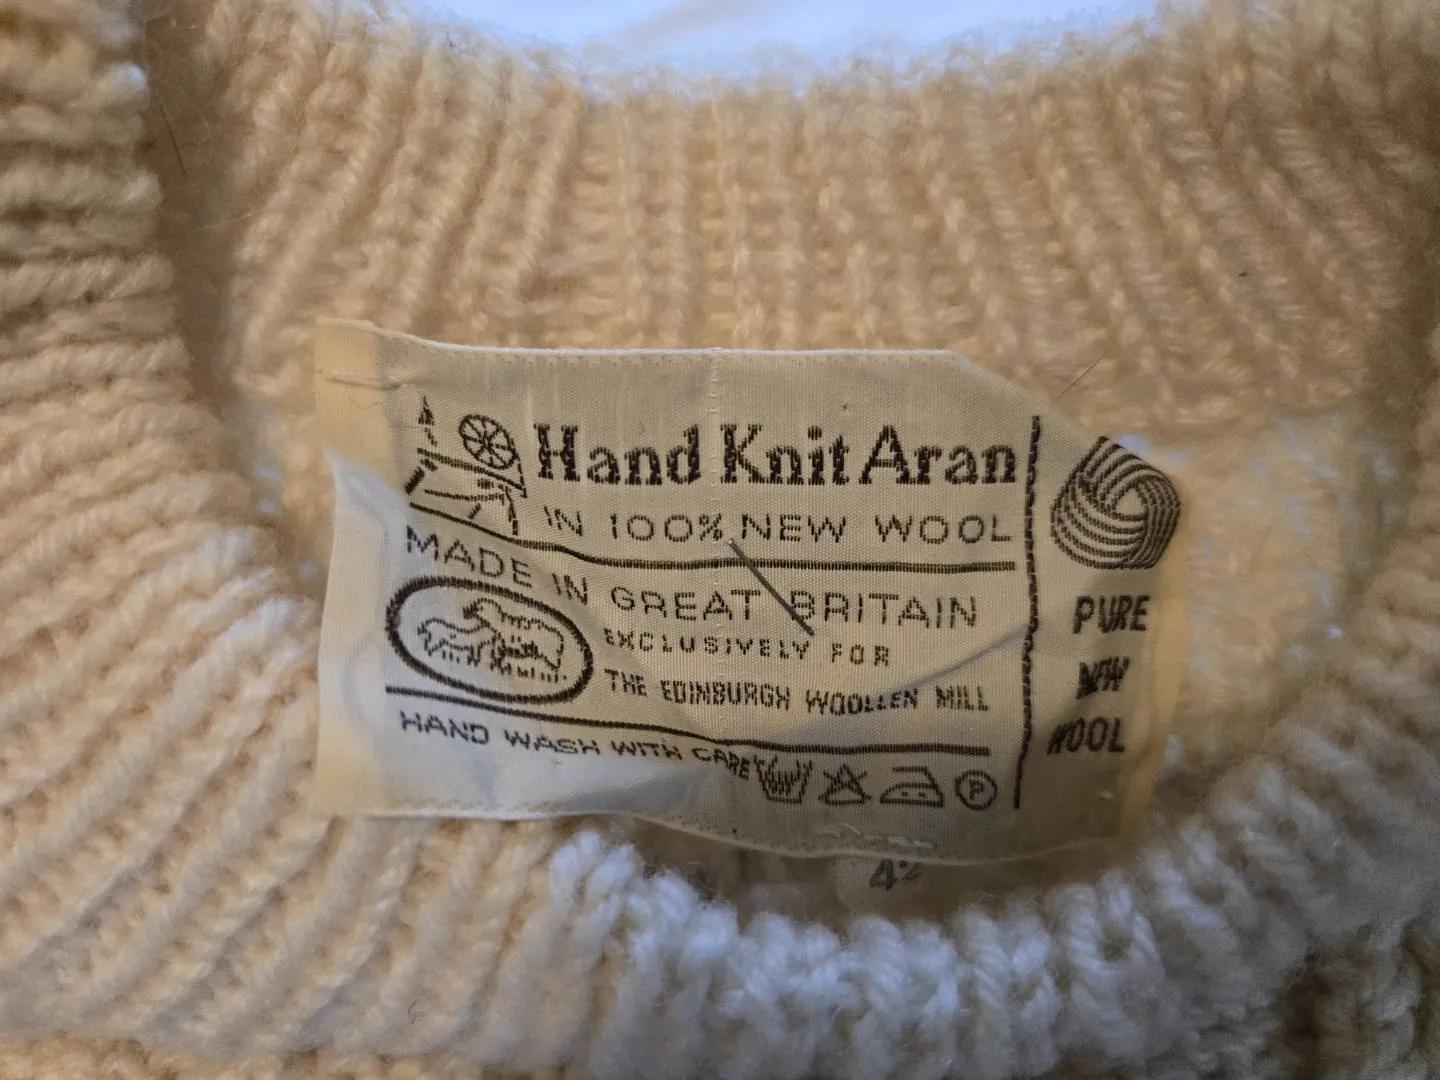 Hand Knit Aran
IN 100% NEW WOOL
MADE IN GREAT BRITAIN
EXCLUSIVELY FOR
THE EDINBURGH WOOLLEN MILL
HAND WASH WITH CARE
P
PURE
NEW
WOOL
42